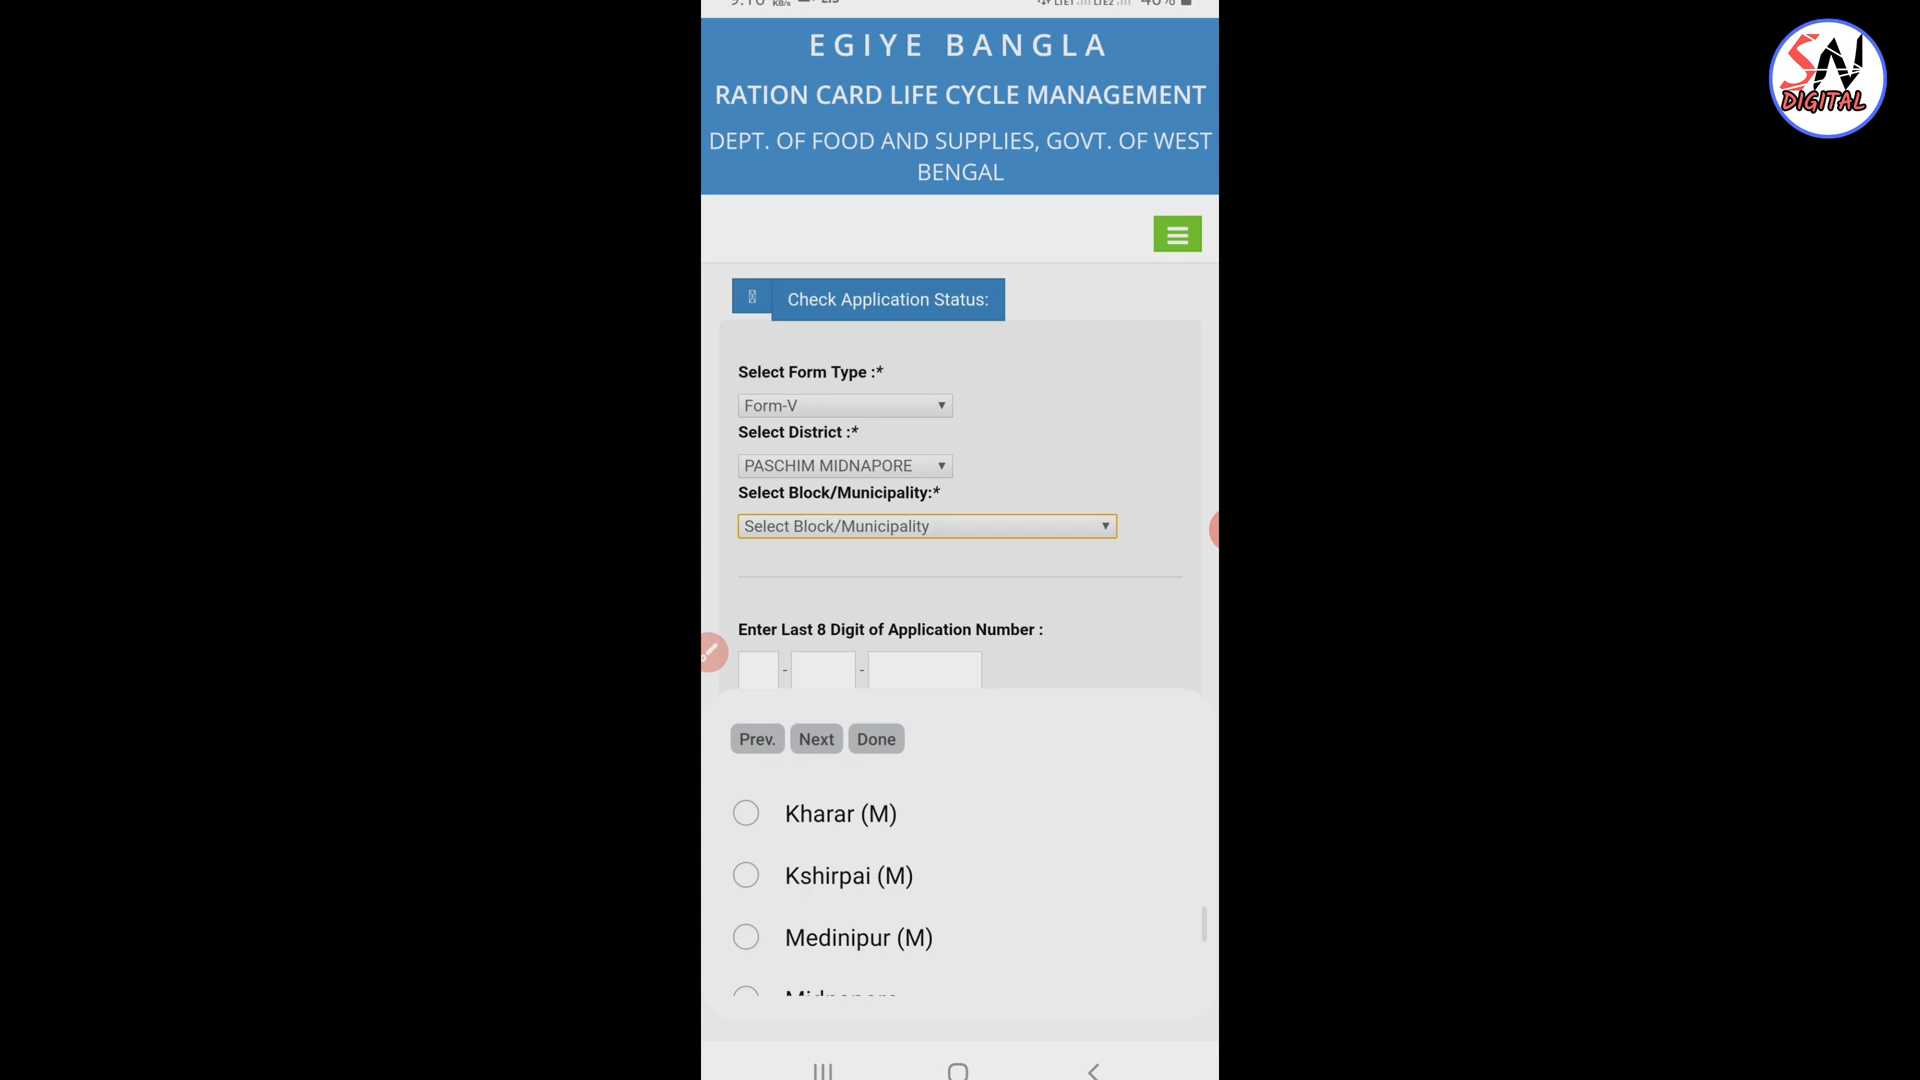 EGIYE BANGLA
RATION CARD LIFE CYCLE MANAGEMENT
DEPT. OF FOOD AND SUPPLIES, GOVT. OF WEST
BENGAL
SN
DIGITAL
Check Application Status:
Select Form Type :*
Form-V
Select District :*
PASCHIM MIDNAPORE
Select Block/Municipality:*
Select Block/Municipality
Enter Last 8 Digit of Application Number :
- -
Prev. Next Done
Kharar (M)
Kshirpai (M)
Medinipur (M)